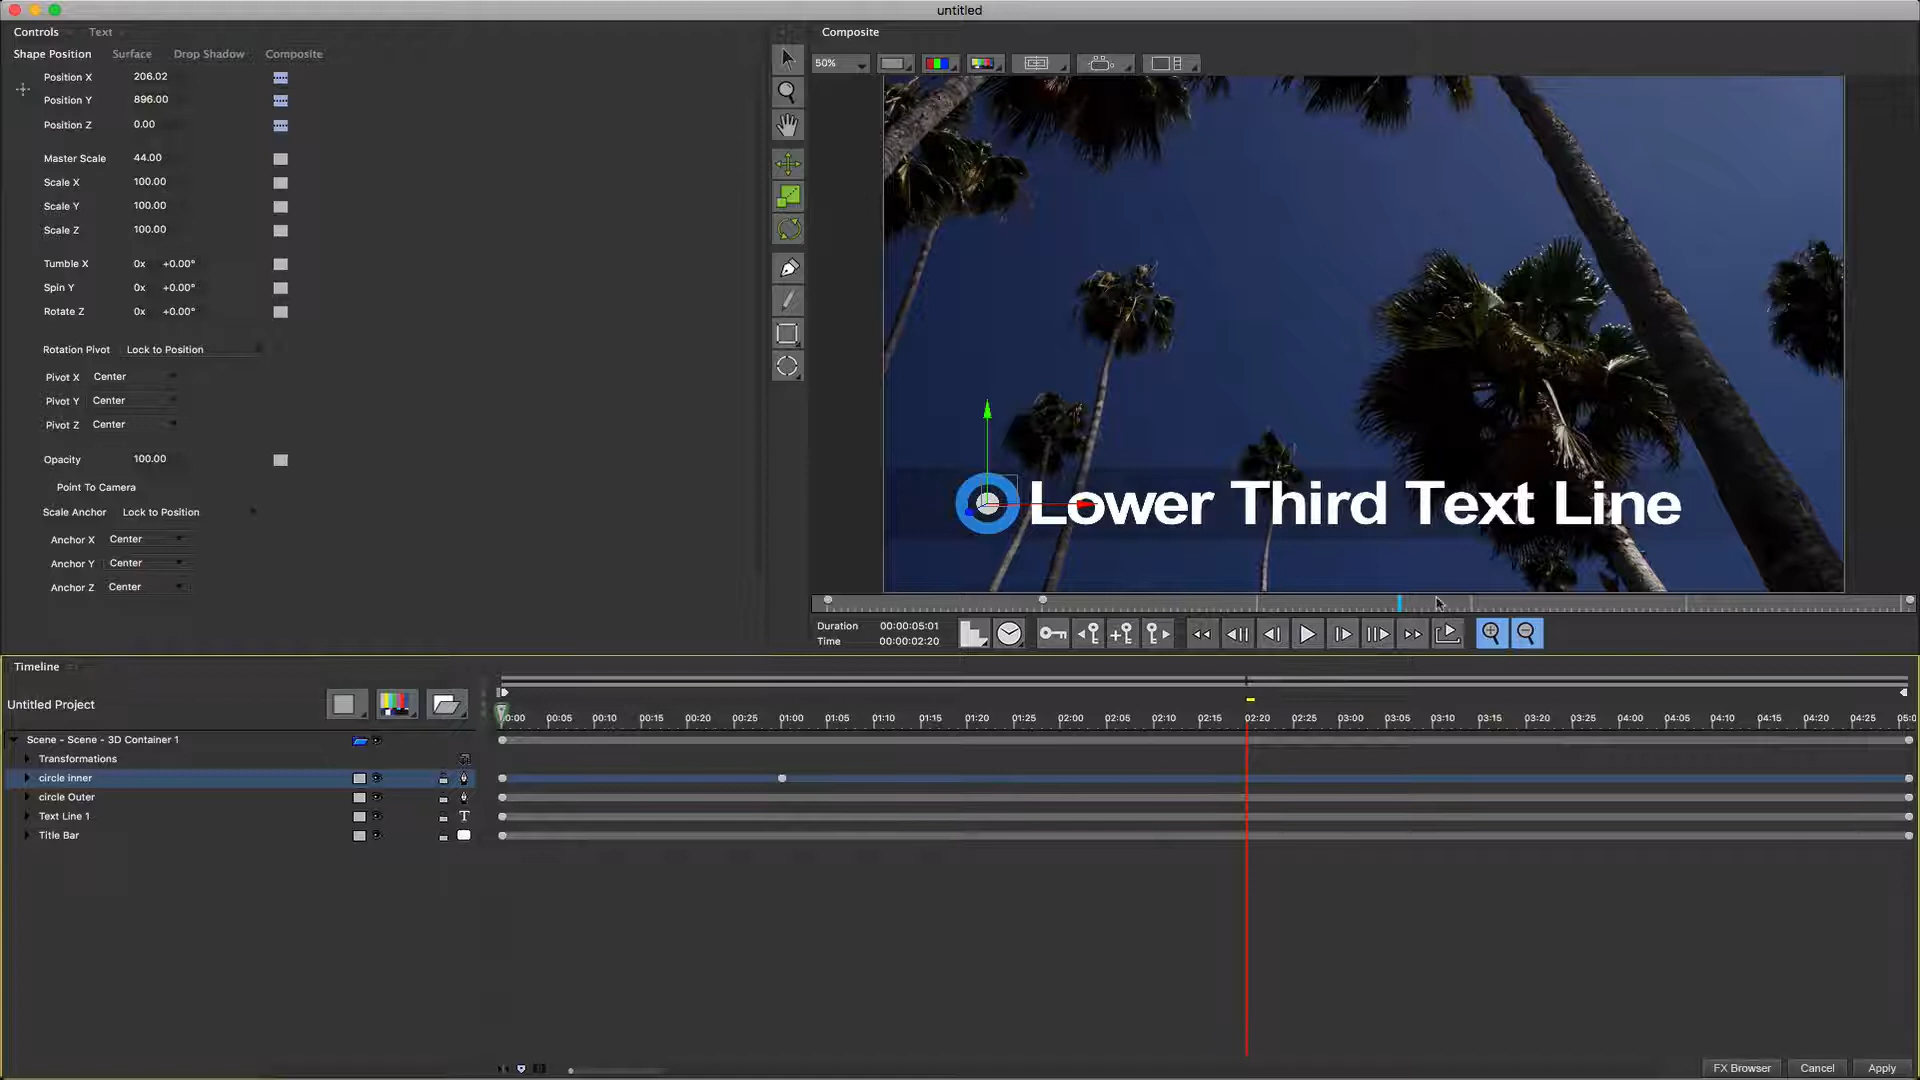 untitled
Controls
Text
Composite
Shape Position
Surface
Drop Shadow
Composite
50%
Position X 206.02
Position Y 896.00
Position Z 0.00
Master Scale 44.00
Scale X 100.00
Scale Y 100.00
Scale Z 100.00
Tumble X 0x +0.00°
Spin Y 0x +0.00°
Rotate Z 0x +0.00°
Rotation Pivot Lock to Position
Pivot X Center
Pivot Y Center
Pivot Z Center
Opacity 100.00
Point To Camera
Scale Anchor Lock to Position
Anchor X Center
Anchor Y Center
Anchor Z Center
Lower Third Text Line
Duration 00:00:05:01
Time 00:00:02:20
Timeline
Untitled Project
00:00 00:05 00:10 00:15 00:20 00:25 01:00 01:05 01:10 01:15 01:20 01:25 02:00 02:05 02:10 02:15 02:20 02:25 03:00 03:05 03:10 03:15 03:20 03:25 04:00 04:05 04:10 04:15 04:20 04:25 05:0
Scene - Scene - 3D Container 1
Transformations
circle inner
circle Outer
Text Line 1
T
Title Bar
FX Browser
Cancel
Apply